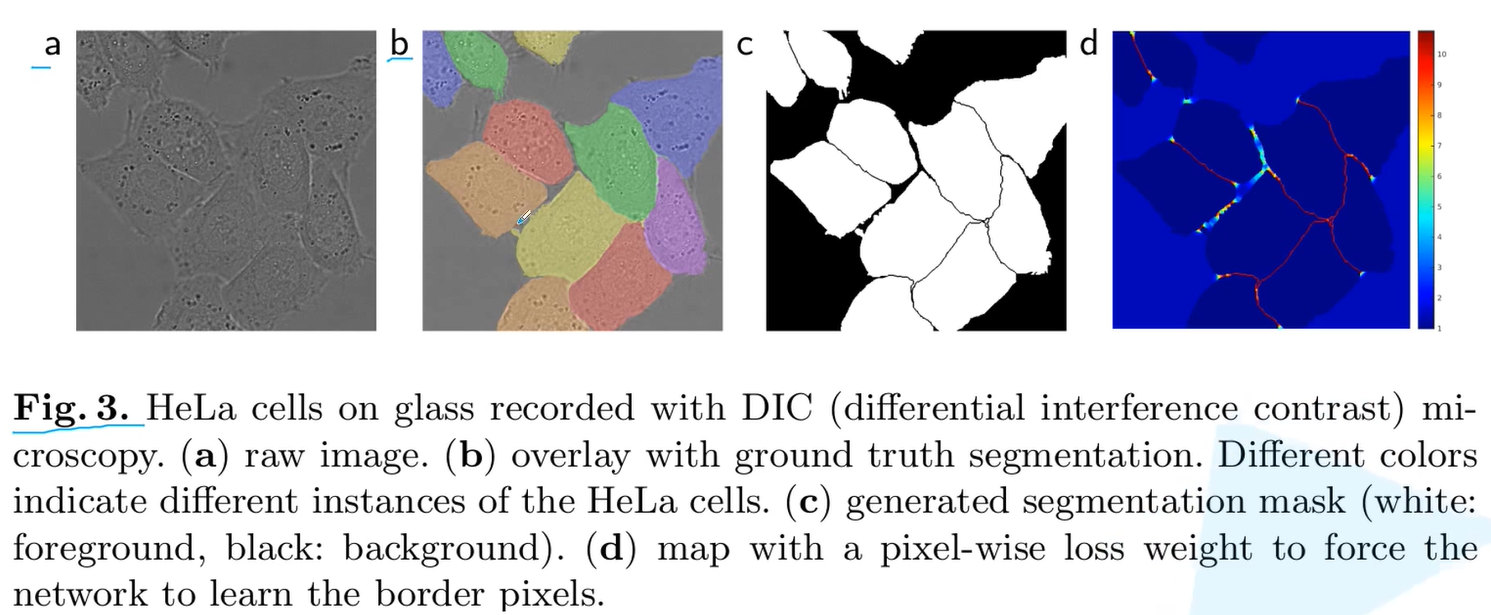 a b c d
10
9
8
7
6
5
4
3
2
1
Fig. 3. HeLa cells on glass recorded with DIC (differential interference contrast) mi-
croscopy. (a) raw image. (b) overlay with ground truth segmentation. Different colors
indicate different instances of the HeLa cells. (c) generated segmentation mask (white:
foreground, black: background). (d) map with a pixel-wise loss weight to force the
network to learn the border pixels.